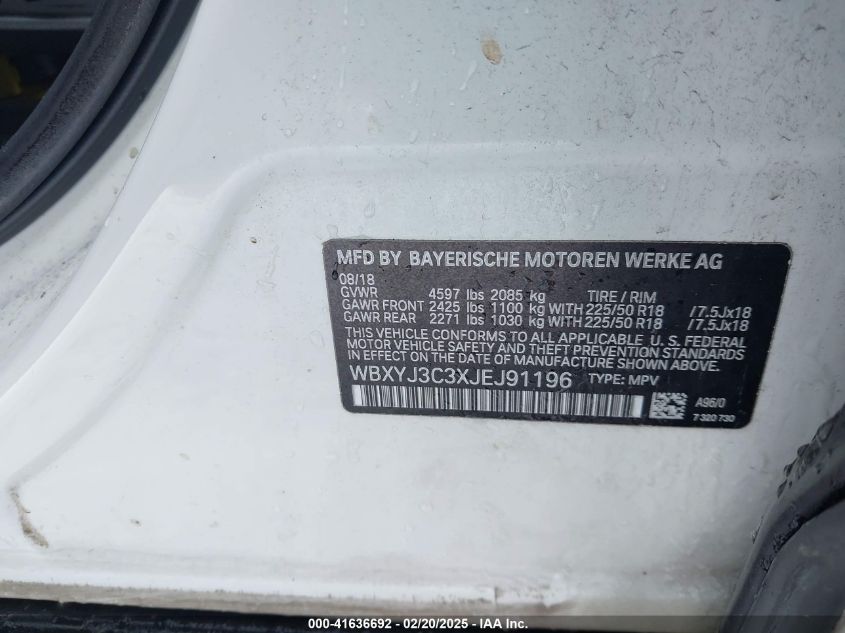 MFD BY BAYERISCHE MOTOREN WERKE AG
08/18
GVWR 4597 lbs 2085 kg TIRE / RIM
GAWR FRONT 2425 lbs 1100 kg WITH 225/50 R18 /7.5Jx18
GAWR REAR 2271 lbs 1030 kg WITH 225/50 R18 /7.5Jx18
THIS VEHICLE CONFORMS TO ALL APPLICABLE U. S. FEDERAL
MOTOR VEHICLE SAFETY AND THEFT PREVENTION STANDARDS
IN EFFECT ON THE DATE OF MANUFACTURE SHOWN ABOVE.
WBXYJ3C3XJEJ91196 TYPE: MPV
A96/0
7 320 730
000-41636692 / 02/20/2025 - IAA Holdings, LLC.